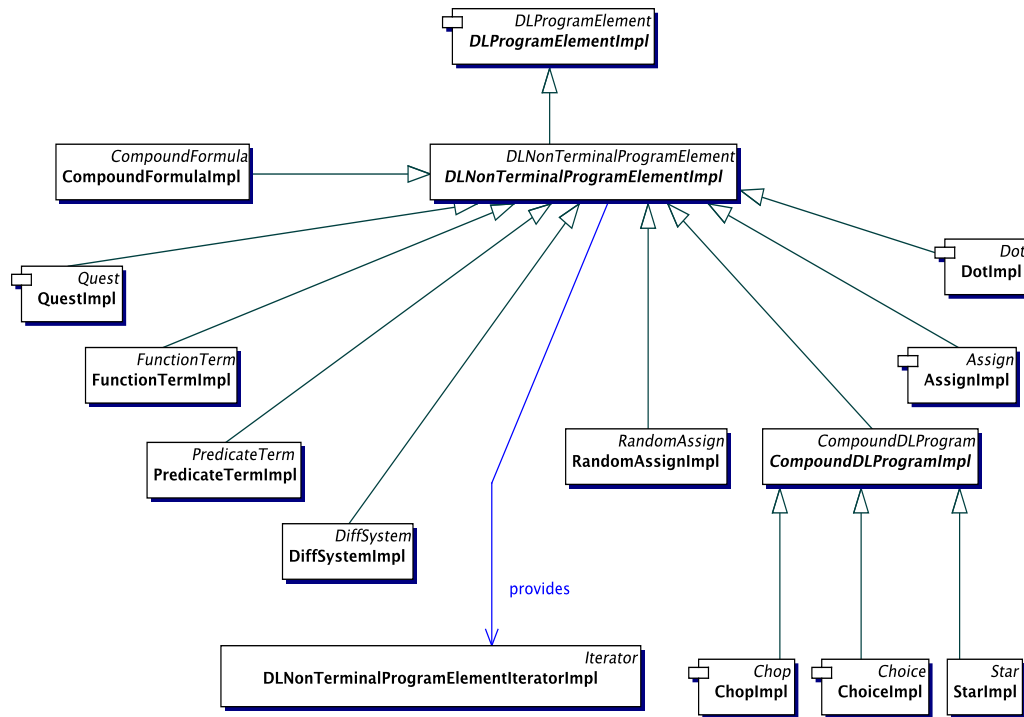 DLProgramElement
DLProgramElementImpl
CompoundFormula
CompoundFormulaImpl
DLNonTerminalProgramElement
DLNonTerminalProgramElementImpl
Dot
DotImpl
Quest
QuestImpl
FunctionTerm
FunctionTermImpl
Assign
AssignImpl
PredicateTerm
PredicateTermImpl
RandomAssign
RandomAssignImpl
CompoundDLProgram
CompoundDLProgramImpl
DiffSystem
DiffSystemImpl
provides
Iterator
DLNonTerminalProgramElementIteratorImpl
Chop
ChopImpl
Choice
ChoiceImpl
Star
StarImpl